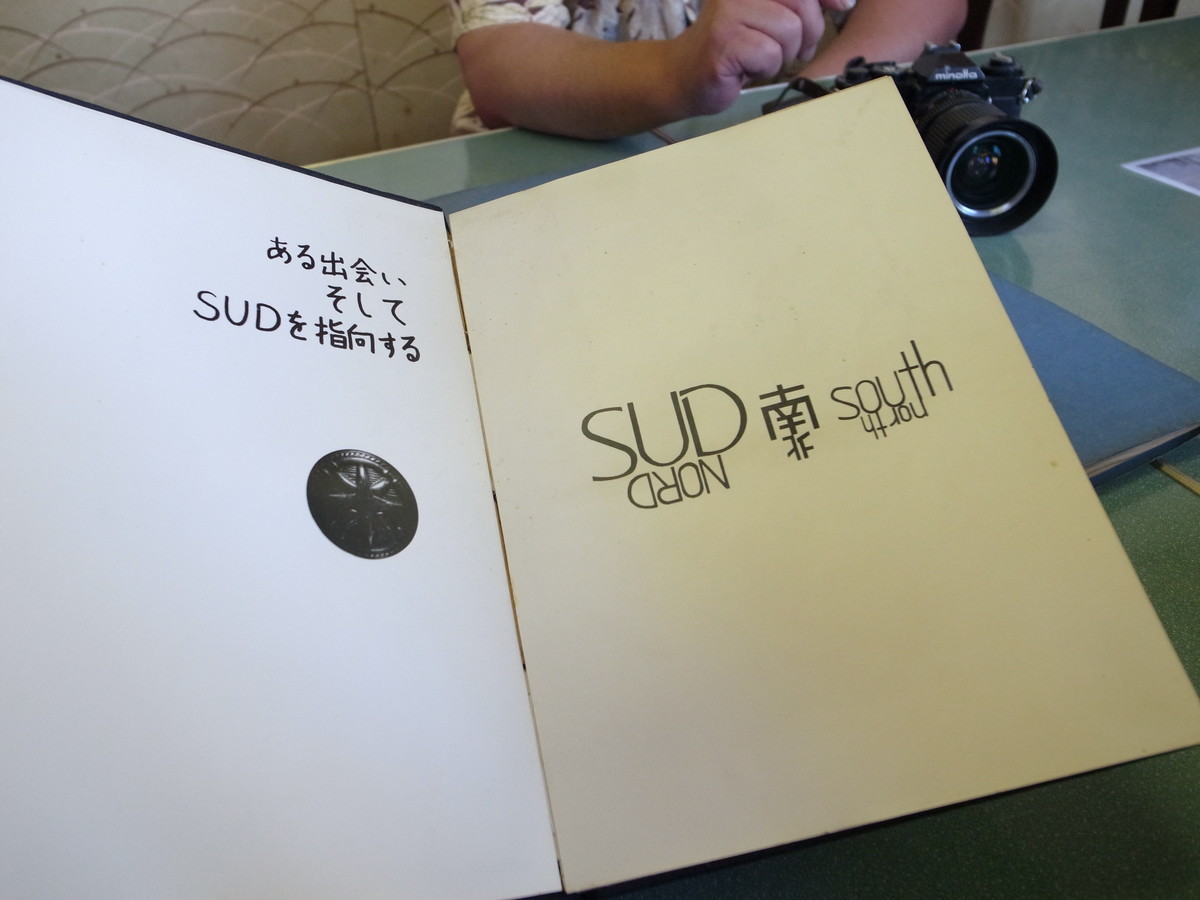 ある出会い
そして
SUDを指向する
SUD 南 south
NORD 北 north
minolta